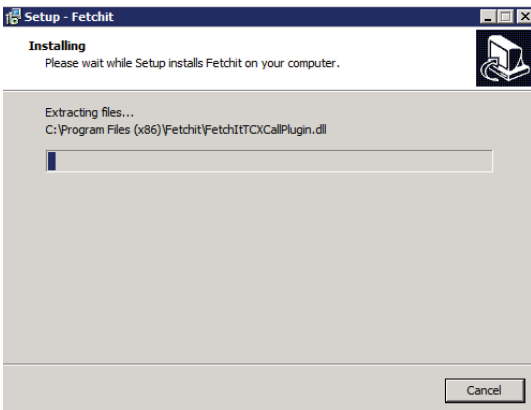 Setup - Fetchit
Installing
Please wait while Setup installs Fetchit on your computer.
Extracting files...
C:\Program Files (x86)\Fetchit\FetchItTCXCallPlugin.dll
Cancel